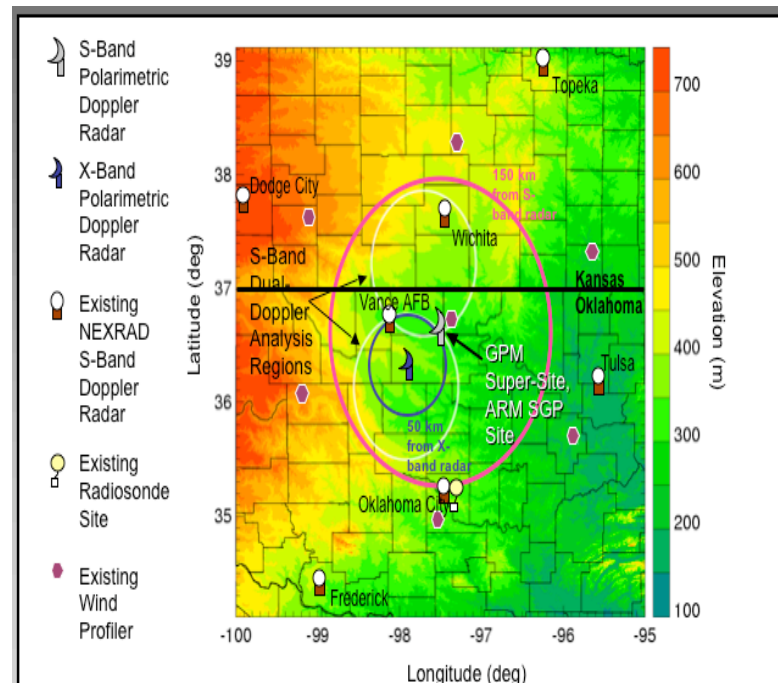 S-Band
Polarimetric
Doppler
Radar
X-Band
Polarimetric
Doppler
Radar
Existing
NEXRAD
S-Band
Doppler
Radar
Existing
Radiosonde
Site
Existing
Wind
Profiler
Latitude (deg)
39
38
37
36
35
Topeka
150 km
from S-
band radar
Dodge City
Wichita
S-Band
Dual-
Doppler
Analysis
Regions
Kansas
Oklahoma
Vance AFB
GPM
Super-Site,
ARM SGP
Site
Tulsa
50 km
from X-
band radar
Oklahoma City
Frederick
-100
-99
-98
-97
-96
-95
Longitude (deg)
700
600
500
400
300
200
100
Elevation (m)